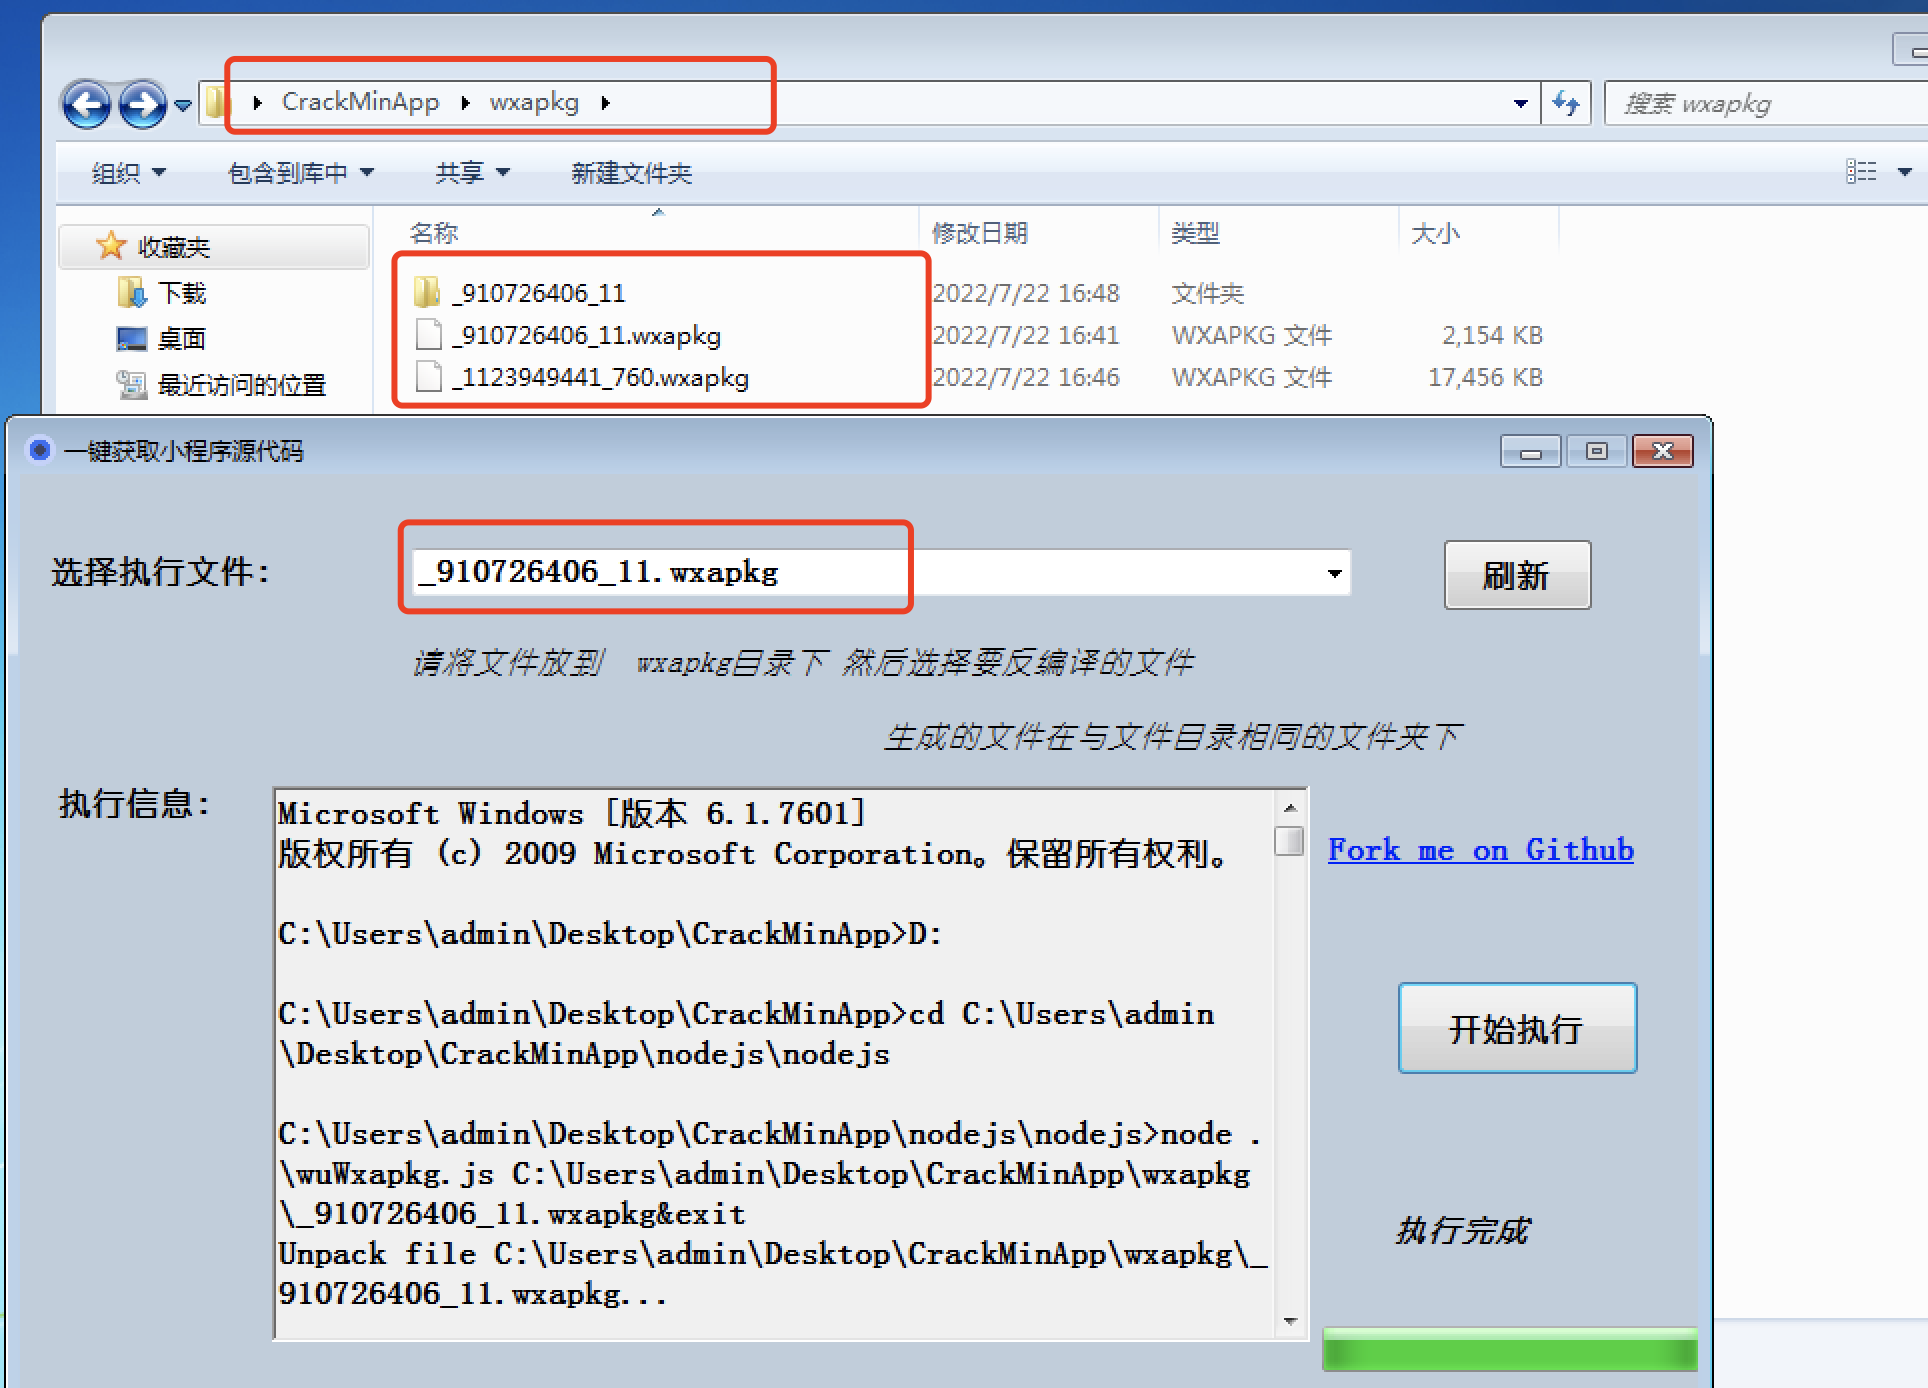 CrackMinApp wxapkg
搜索 wxapkg
组织 包含到库中 共享 新建文件夹
名称 修改日期 类型 大小
收藏夹
下载
桌面
最近访问的位置
_910726406_11 2022/7/22 16:48 文件夹
_910726406_11.wxapkg 2022/7/22 16:41 WXAPKG 文件 2,154 KB
_1123949441_760.wxapkg 2022/7/22 16:46 WXAPKG 文件 17,456 KB
一键获取小程序源代码
选择执行文件: _910726406_11.wxapkg 刷新
请将文件放到 wxapkg目录下 然后选择要反编译的文件
生成的文件在与文件目录相同的文件夹下
执行信息:
Microsoft Windows [版本 6.1.7601]
版权所有 (c) 2009 Microsoft Corporation。保留所有权利。
C:\Users\admin\Desktop\CrackMinApp>D:
C:\Users\admin\Desktop\CrackMinApp>cd C:\Users\admin
\Desktop\CrackMinApp\nodejs\nodejs
C:\Users\admin\Desktop\CrackMinApp\nodejs\nodejs>node .
\wuWxapkg.js C:\Users\admin\Desktop\CrackMinApp\wxapkg
\_910726406_11.wxapkg&exit
Unpack file C:\Users\admin\Desktop\CrackMinApp\wxapkg\_
910726406_11.wxapkg...
Fork me on Github
开始执行
执行完成